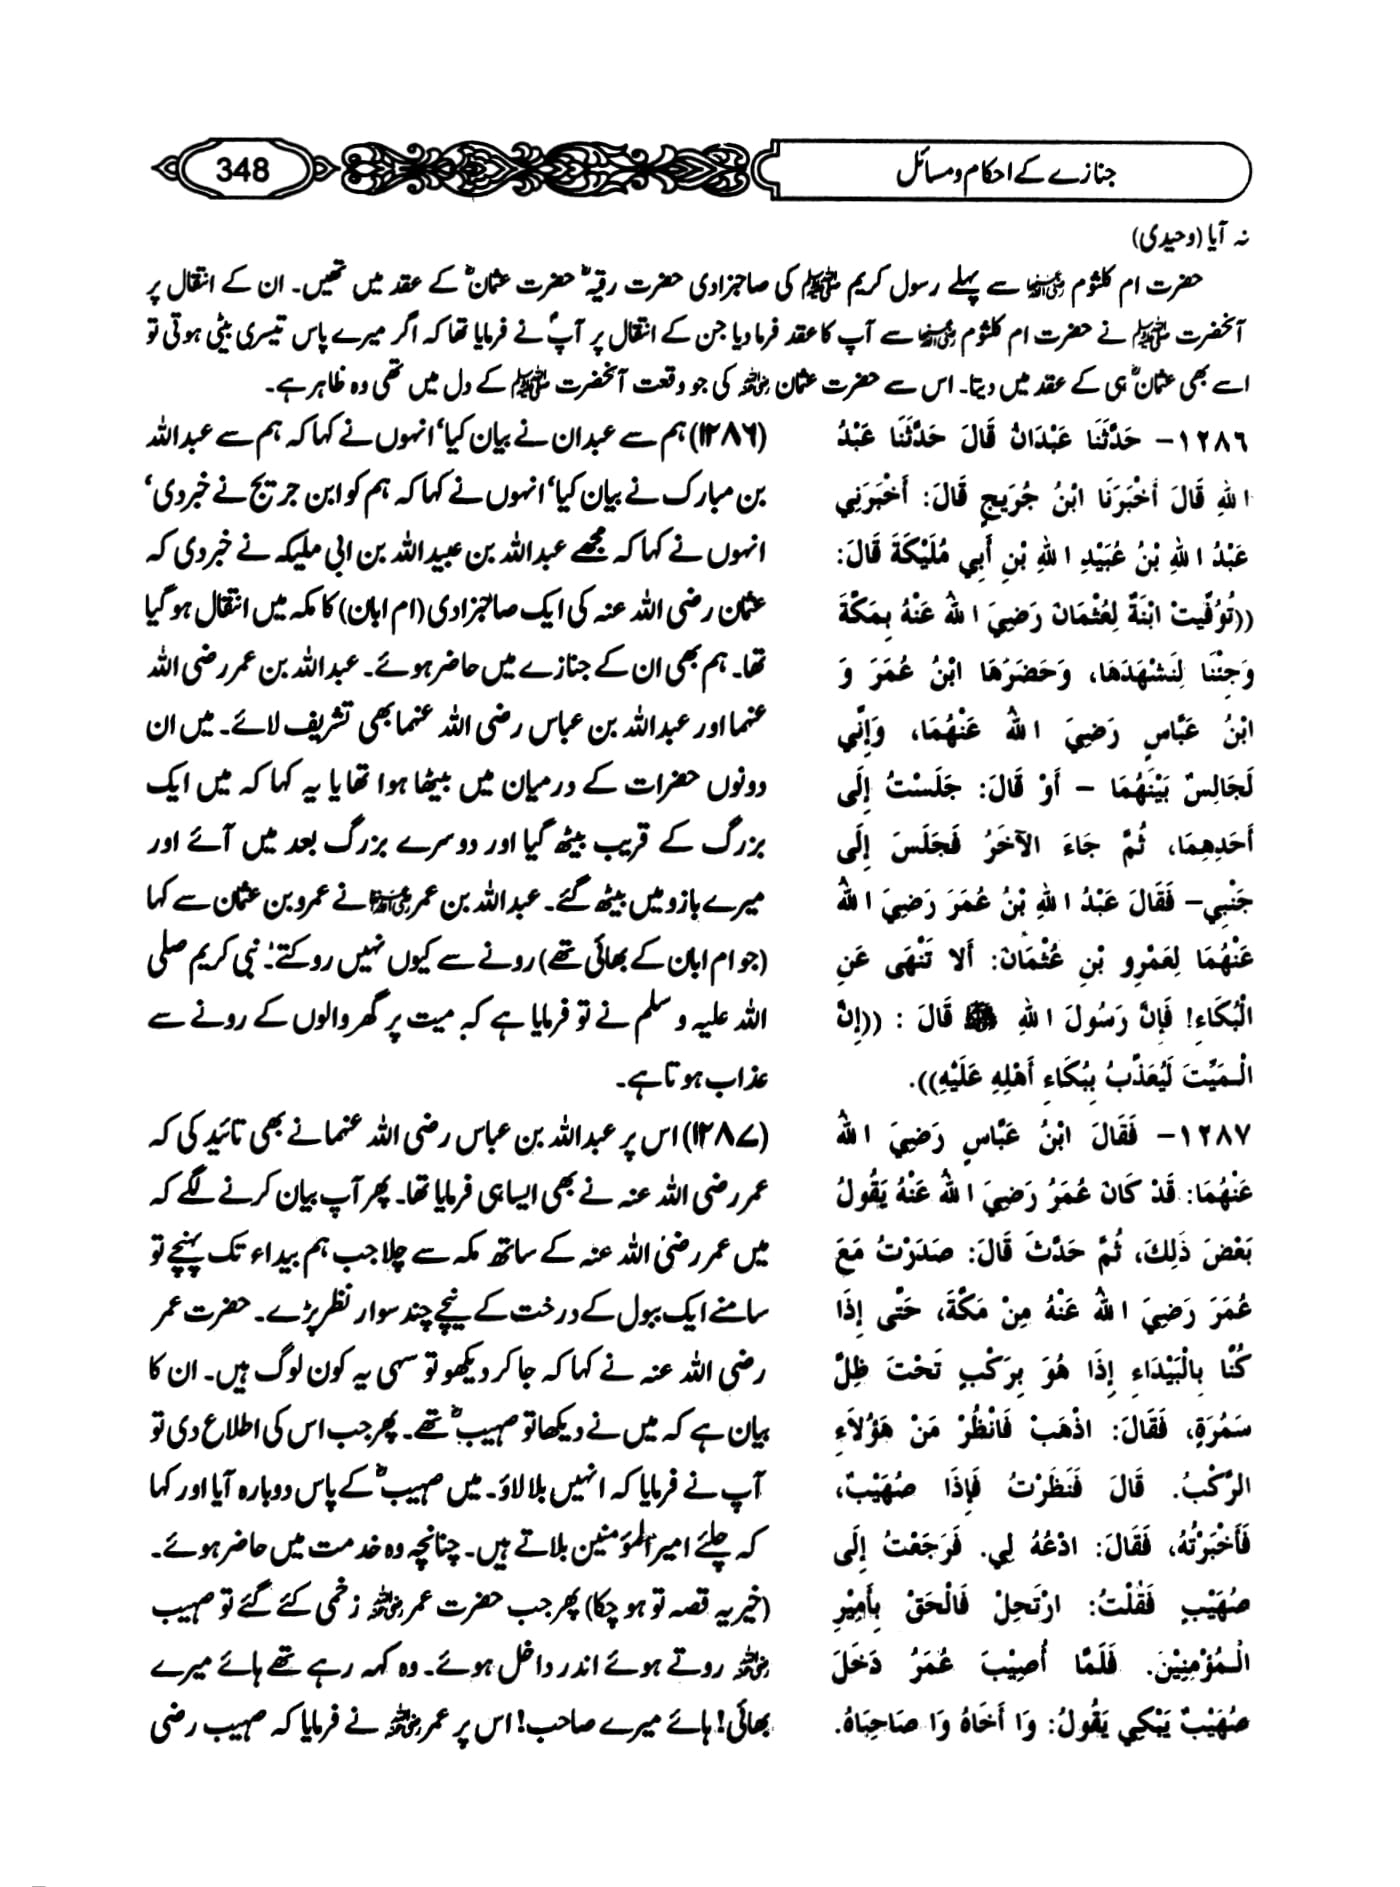 جنازے کے احکام و مسائل
348
نہ آیا (وحیدی)
حضرت ام کلثوم رضی اللہ عنہا سے پہلے رسول کریم ﷺ کی صاحبزادی حضرت رقیہؓ حضرت عثمانؓ کے عقد میں تھیں۔ ان کے انتقال پر
آنحضرت ﷺ نے حضرت ام کلثوم رضی اللہ عنہا سے آپ کا عقد فرما دیا جن کے انتقال پر آپؐ نے فرمایا تھا کہ اگر میرے پاس تیسری بیٹی ہوتی تو
اسے بھی عثمانؓ ہی کے عقد میں دیتا۔ اس سے حضرت عثمان رضی اللہ عنہ کی جو وقعت آنحضرت ﷺ کے دل میں تھی وہ ظاہر ہے۔
١٢٨٦- حَدَّثَنَا عَبْدَانُ قَالَ حَدَّثَنَا عَبْدُ
اللهِ قَالَ أَخْبَرَنَا ابْنُ جُرَيجٍ قَالَ: أَخْبَرَنِي
عَبْدُ اللهِ بْنُ عُبَيْدِ اللهِ بْنِ أَبِي مُلَيْكَةَ قَالَ:
((تُوُفِّيَتْ ابْنَةٌ لِعُثْمَانَ رَضِيَ اللهُ عَنْهُ بِمَكَّةَ
وَجِئْنَا لِنَشْهَدَهَا، وَحَضَرَهَا ابْنُ عُمَرَ وَ
ابْنُ عَبَّاسٍ رَضِيَ اللهُ عَنْهُمَا، وَإِنِّي
لَجَالِسٌ بَيْنَهُمَا - أَوْ قَالَ: جَلَسْتُ إِلَى
أَحَدِهِمَا، ثُمَّ جَاءَ الآخَرُ فَجَلَسَ إِلَى
جَنْبِي- فَقَالَ عَبْدُ اللهِ بْنُ عُمَرَ رَضِيَ اللهُ
عَنْهُمَا لِعَمْرِو بْنِ عُثْمَانَ: أَلاَ تَنْهَى عَنِ
الْبُكَاءِ! فَإِنَّ رَسُولَ اللهِ ﷺ قَالَ : ((إِنَّ
الْـمَيِّتَ لَيُعَذَّبُ بِبُكَاءِ أَهْلِهِ عَلَيْهِ)).
١٢٨٧- فَقَالَ ابْنُ عَبَّاسٍ رَضِيَ اللهُ
عَنْهُمَا: قَدْ كَانَ عُمَرُ رَضِيَ اللهُ عَنْهُ يَقُولُ
بَعْضَ ذَلِكَ، ثُمَّ حَدَّثَ قَالَ: صَدَرْتُ مَعَ
عُمَرَ رَضِيَ اللهُ عَنْهُ مِنْ مَكَّةَ، حَتَّى إِذَا
كُنَّا بِالْبَيْدَاءِ إِذَا هُوَ بِرَكْبٍ تَحْتَ ظِلِّ
سَمُرَةٍ، فَقَالَ: اذْهَبْ فَانْظُرْ مَنْ هَؤُلاَءِ
الرَّكْبُ. قَالَ فَنَظَرْتُ فَإِذَا صُهَيْبٌ،
فَأَخْبَرْتُهُ، فَقَالَ: ادْعُهُ لِي. فَرَجَعْتُ إِلَى
صُهَيْبٍ فَقُلْتُ: ارْتَحِلْ فَالْحَقْ بِأَمِيْرِ
الْـمُؤْمِنِيْنَ. فَلَمَّا أُصِيْبَ عُمَرُ دَخَلَ
صُهَيْبٌ يَبْكِي يَقُولُ: وَا أَخَاهُ وَا صَاحِبَاهُ.
(۱۲۸۶) ہم سے عبدان نے بیان کیا‘ انہوں نے کہا کہ ہم سے عبداللہ
بن مبارک نے بیان کیا‘ انہوں نے کہا کہ ہم کو ابن جریج نے خبر دی‘
انہوں نے کہا کہ مجھے عبداللہ بن عبیداللہ بن ابی ملیکہ نے خبر دی کہ
عثمان رضی اللہ عنہ کی ایک صاحبزادی (ام ابان) کا مکہ میں انتقال ہو گیا
تھا۔ ہم بھی ان کے جنازے میں حاضر ہوئے۔ عبداللہ بن عمر رضی اللہ
عنہما اور عبداللہ بن عباس رضی اللہ عنہما بھی تشریف لائے۔ میں ان
دونوں حضرات کے درمیان میں بیٹھا ہوا تھا یا یہ کہا کہ میں ایک
بزرگ کے قریب بیٹھ گیا اور دوسرے بزرگ بعد میں آئے اور
میرے بازو میں بیٹھ گئے۔ عبداللہ بن عمر رضی اللہ عنہما نے عمرو بن عثمان سے کہا
(جو ام ابان کے بھائی تھے) رونے سے کیوں نہیں روکتے‘ نبی کریم صلی
اللہ علیہ و سلم نے تو فرمایا ہے کہ میت پر گھر والوں کے رونے سے
عذاب ہوتا ہے۔
(۱۲۸۷) اس پر عبداللہ بن عباس رضی اللہ عنہما نے بھی تائید کی کہ
عمر رضی اللہ عنہ نے بھی ایسا ہی فرمایا تھا۔ پھر آپ بیان کرنے لگے کہ
میں عمر رضی اللہ عنہ کے ساتھ مکہ سے چلا جب ہم بیداء تک پہنچے تو
سامنے ایک ببول کے درخت کے نیچے چند سوار نظر پڑے۔ حضرت عمر
رضی اللہ عنہ نے کہا کہ جا کر دیکھو تو سہی یہ کون لوگ ہیں۔ ان کا
بیان ہے کہ میں نے دیکھا تو صہیبؓ تھے۔ پھر جب اس کی اطلاع دی تو
آپ نے فرمایا کہ انہیں بلا لاؤ۔ میں صہیبؓ کے پاس دوبارہ آیا اور کہا
کہ چلئے امیرالمؤمنین بلاتے ہیں۔ چنانچہ وہ خدمت میں حاضر ہوئے۔
(خیر یہ قصہ تو ہو چکا) پھر جب حضرت عمر رضی اللہ عنہ زخمی کئے گئے تو صہیب
رضی اللہ عنہ روتے ہوئے اندر داخل ہوئے۔ وہ کہہ رہے تھے ہائے میرے
بھائی! ہائے میرے صاحب! اس پر عمر رضی اللہ عنہ نے فرمایا کہ صہیب رضی